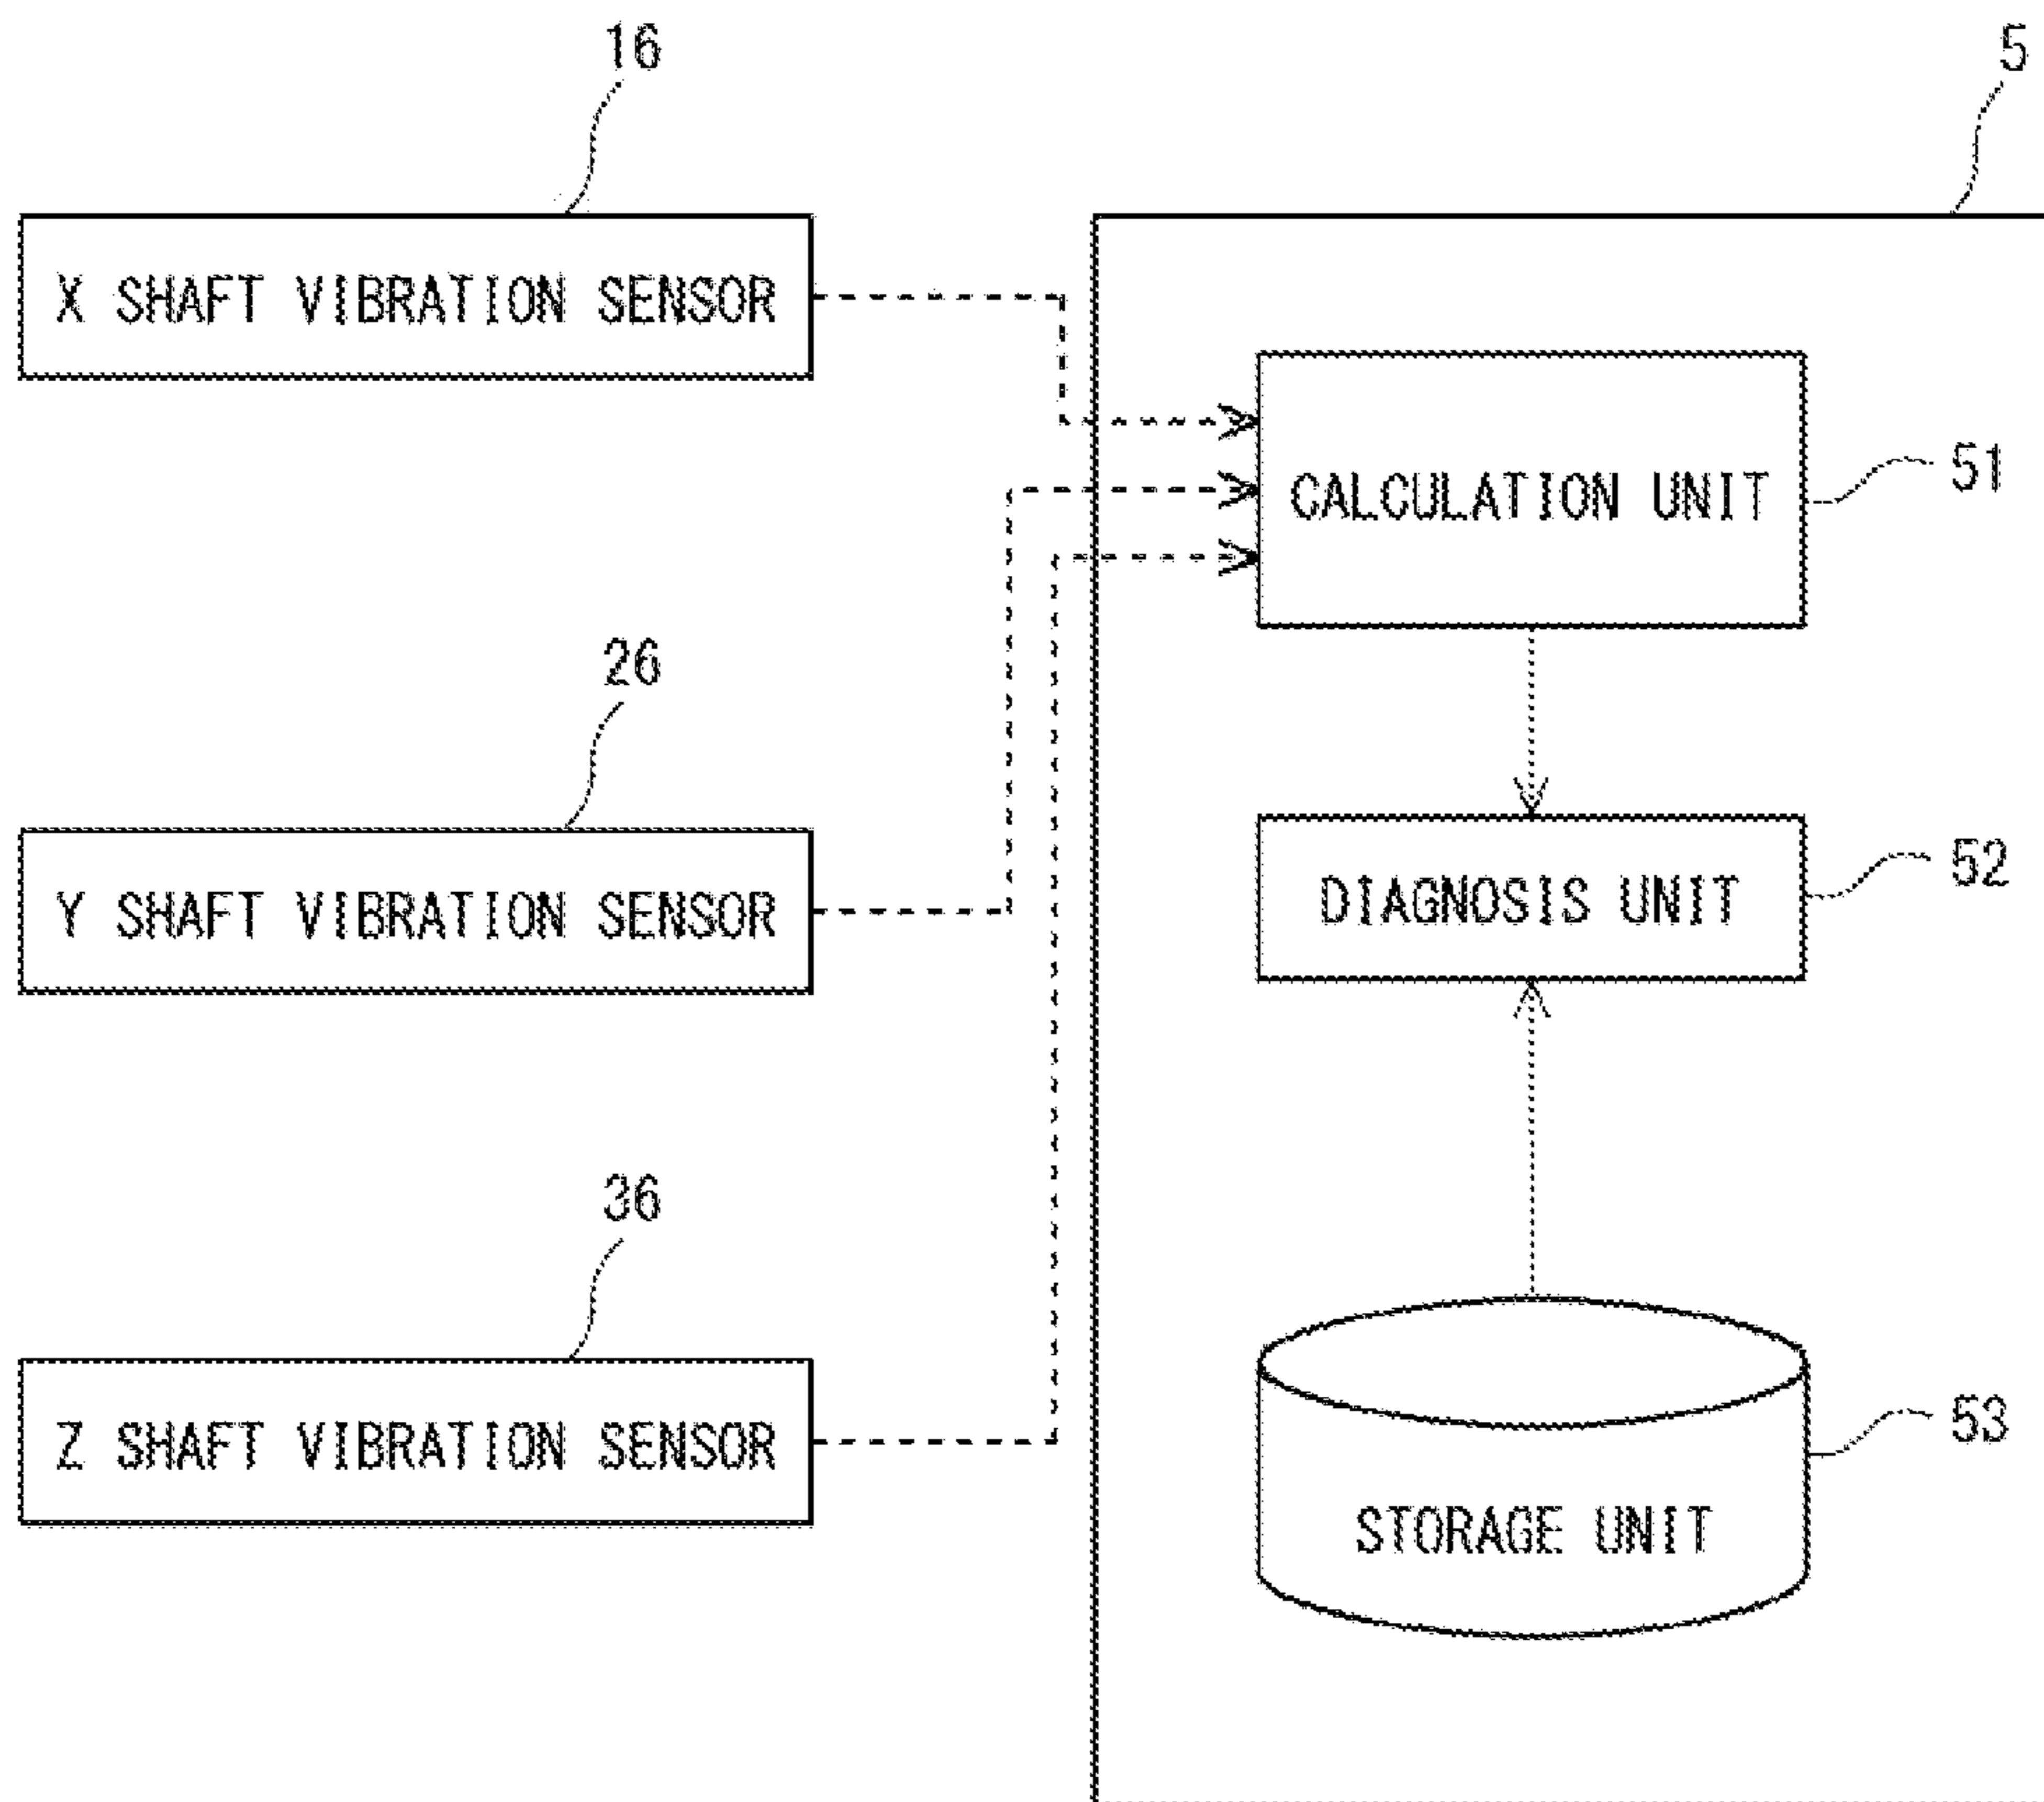 16
5
X SHAFT VIBRATION SENSOR
CALCULATION UNIT
51
26
Y SHAFT VIBRATION SENSOR
DIAGNOSIS UNIT
52
36
Z SHAFT VIBRATION SENSOR
53
STORAGE UNIT